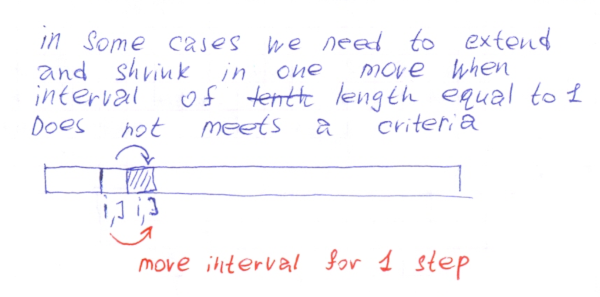 in some cases we need to extend
and shrink in one move when
interval of tenth length equal to 1
Does not meets a criteria
i,j i,j
move interval for 1 step